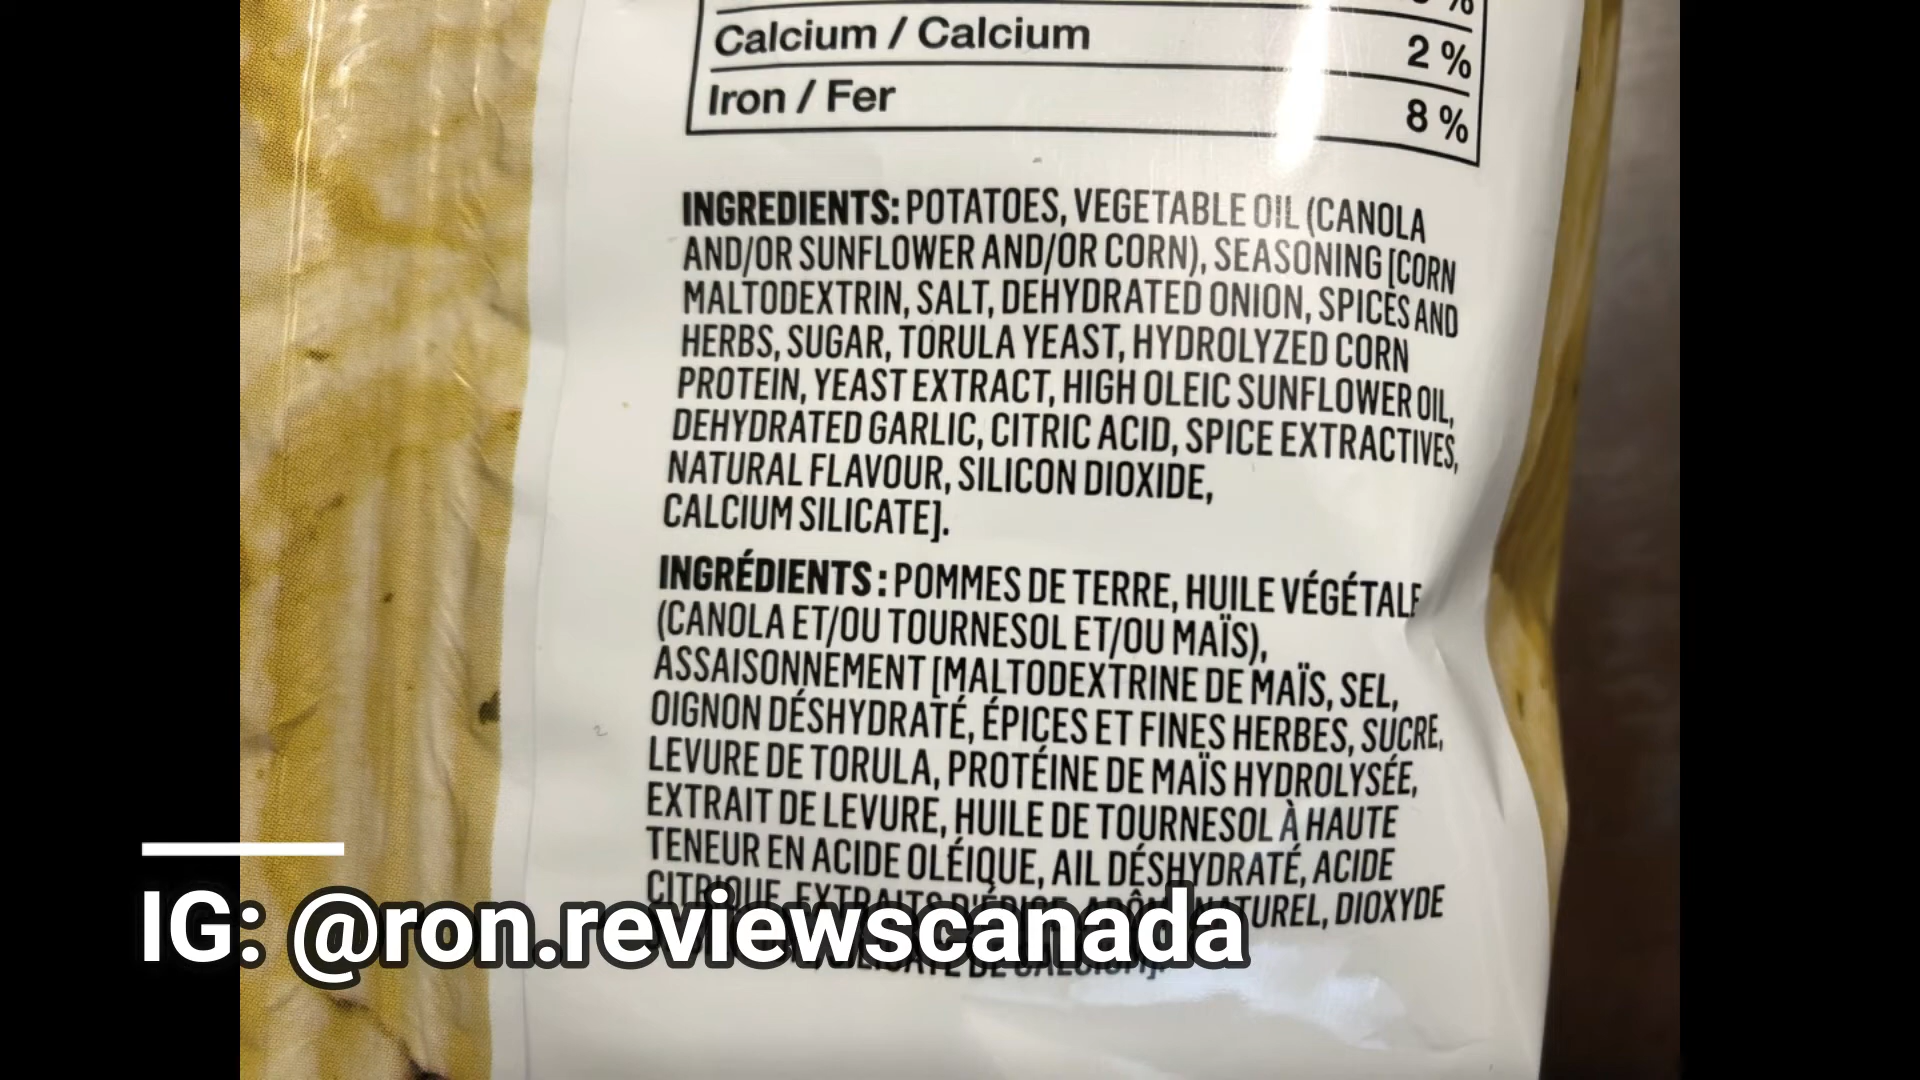 %
Calcium / Calcium 2 %
Iron / Fer 8 %
INGREDIENTS: POTATOES, VEGETABLE OIL (CANOLA
AND/OR SUNFLOWER AND/OR CORN), SEASONING [CORN
MALTODEXTRIN, SALT, DEHYDRATED ONION, SPICES AND
HERBS, SUGAR, TORULA YEAST, HYDROLYZED CORN
PROTEIN, YEAST EXTRACT, HIGH OLEIC SUNFLOWER OIL,
DEHYDRATED GARLIC, CITRIC ACID, SPICE EXTRACTIVES,
NATURAL FLAVOUR, SILICON DIOXIDE,
CALCIUM SILICATE].
INGRÉDIENTS : POMMES DE TERRE, HUILE VÉGÉTALE
(CANOLA ET/OU TOURNESOL ET/OU MAÏS),
ASSAISONNEMENT [MALTODEXTRINE DE MAÏS, SEL,
OIGNON DÉSHYDRATÉ, ÉPICES ET FINES HERBES, SUCRE,
LEVURE DE TORULA, PROTÉINE DE MAÏS HYDROLYSÉE,
EXTRAIT DE LEVURE, HUILE DE TOURNESOL À HAUTE
TENEUR EN ACIDE OLÉIQUE, AIL DÉSHYDRATÉ, ACIDE
CITRIQUE, EXTRAITS D'ÉPICE, ARÔME NATUREL, DIOXYDE
SILICATE DE CALCIUM].
IG: @ron.reviewscanada